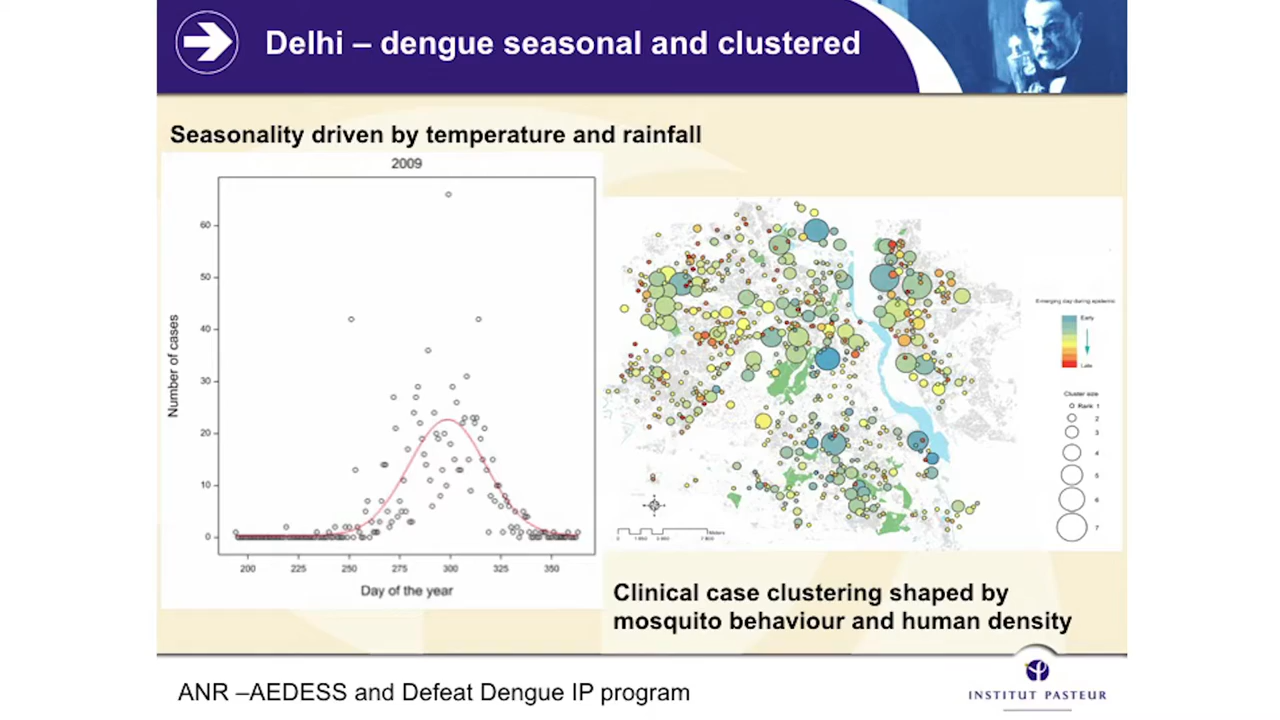 Delhi – dengue seasonal and clustered
Seasonality driven by temperature and rainfall
2009
Number of cases
60
50
40
30
20
10
0
200 225 250 275 300 325 350
Day of the year
Emerging day during epidemic
Early
Late
Cluster size
Rank 1
2
3
4
5
6
7
Meters
Clinical case clustering shaped by
mosquito behaviour and human density
ANR –AEDESS and Defeat Dengue IP program
INSTITUT PASTEUR